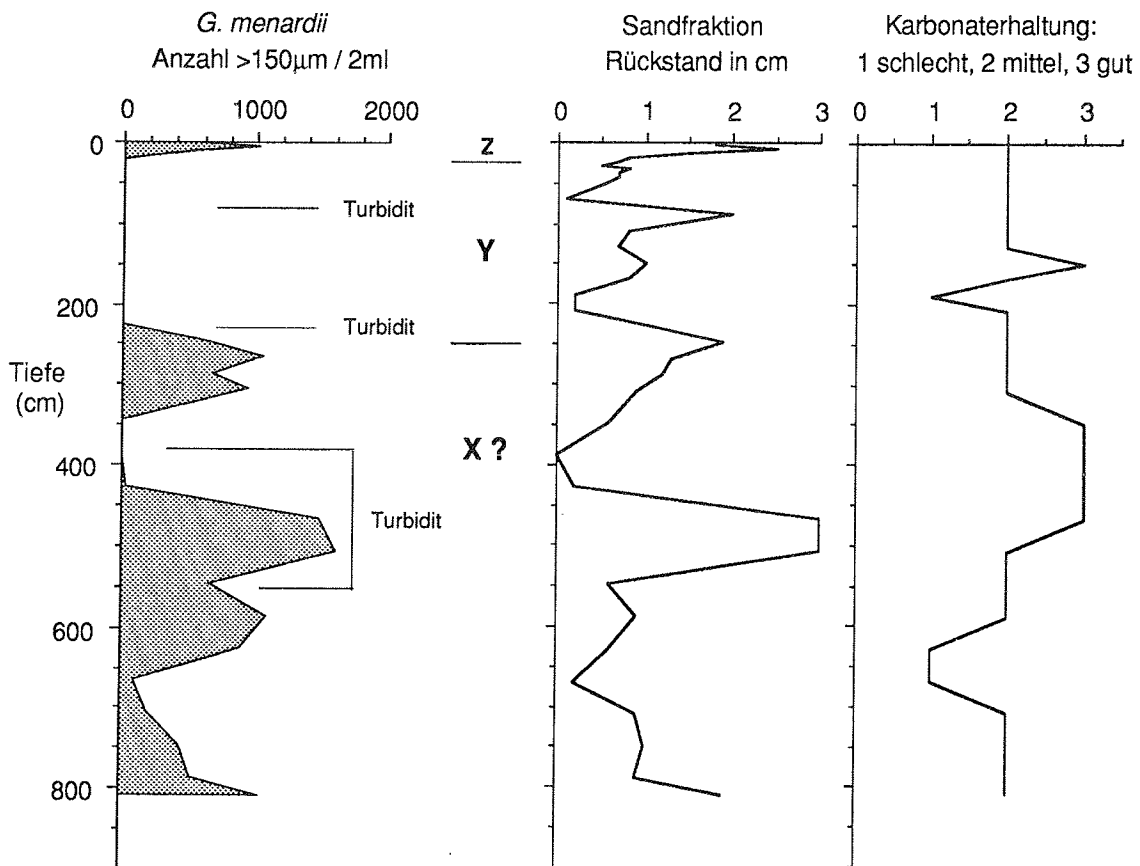 G. menardii
Anzahl >150µm / 2ml
Sandfraktion
Rückstand in cm
Karbonaterhaltung:
1 schlecht, 2 mittel, 3 gut
0 1000 2000
0 1 2 3
0 1 2 3
0
Z
Turbidit
Y
200
Turbidit
Tiefe
(cm)
X ?
400
Turbidit
600
800